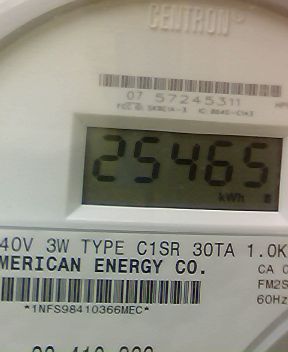 CENTRON®
07 57245311
25465
kWh
40V 3W TYPE C1SR 30TA 1.0K
MERICAN ENERGY CO.
CA 0
FM2S
60Hz
*1NFS98410366MEC*